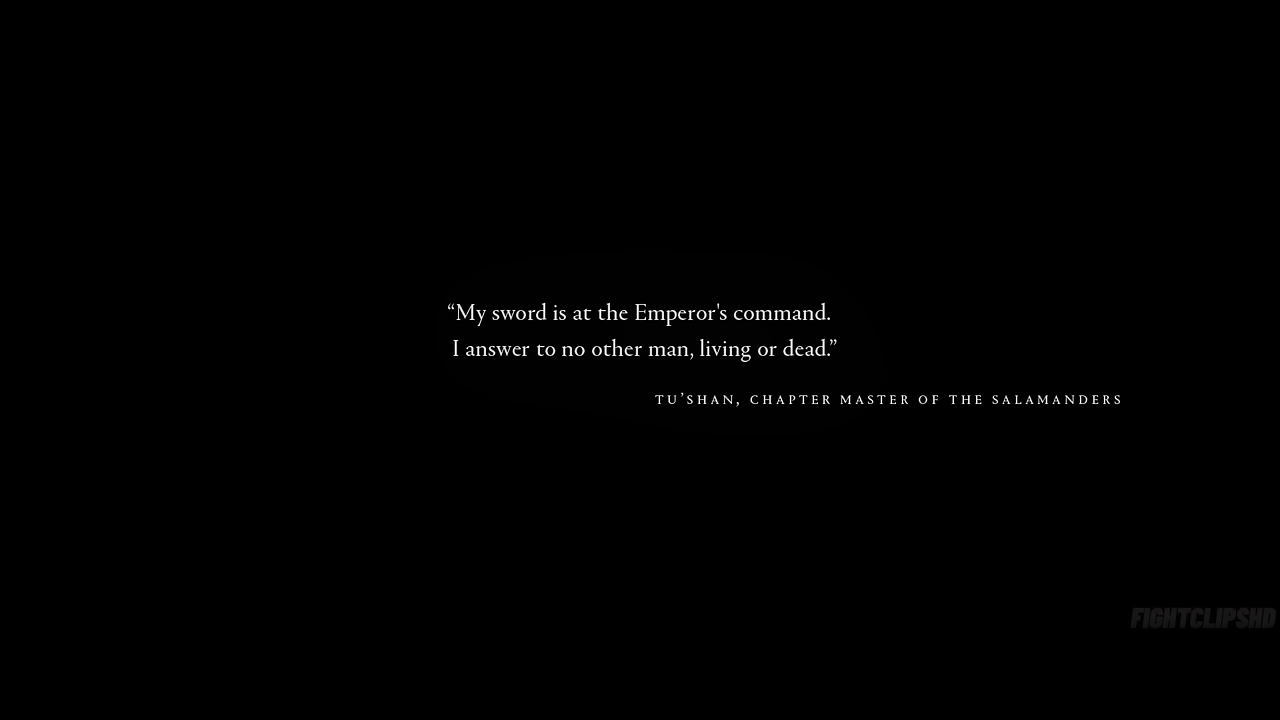 “My sword is at the Emperor's command.
I answer to no other man, living or dead.”
TU’SHAN, CHAPTER MASTER OF THE SALAMANDERS
FIGHTCLIPSHD